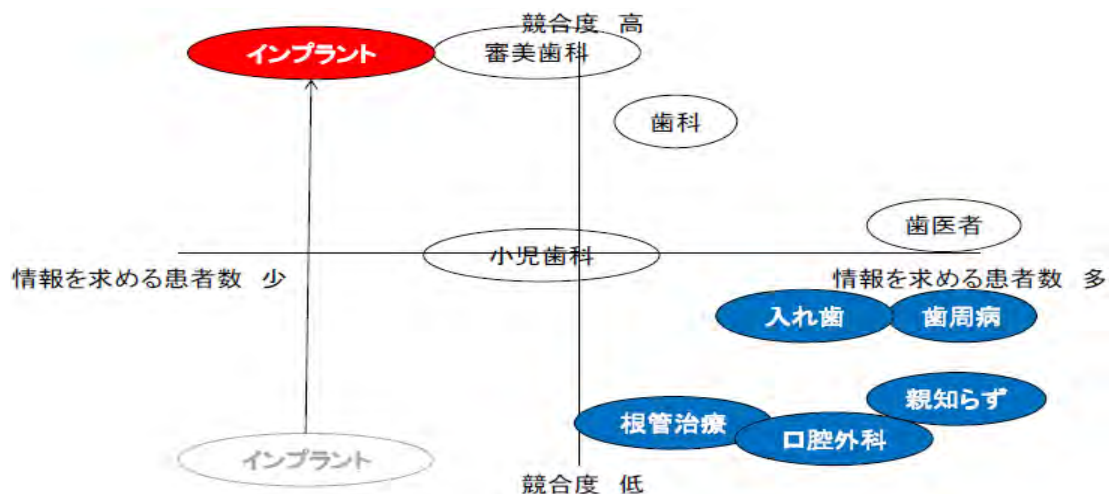 競合度 高
インプラント
審美歯科
歯科
歯医者
小児歯科
情報を求める患者数 少
情報を求める患者数 多
入れ歯
歯周病
親知らず
根管治療
口腔外科
インプラント
競合度 低